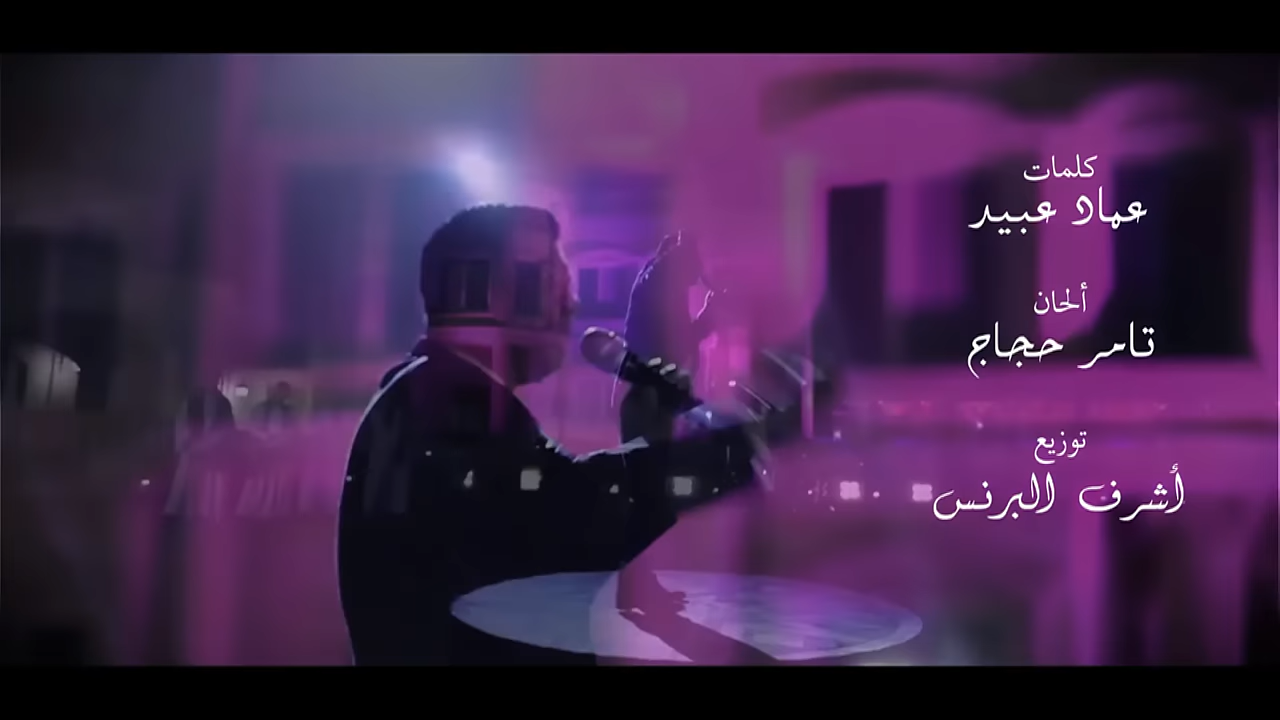 كلمات
عماد عبيد
ألحان
تامر حجاج
توزيع
أشرف البرنس